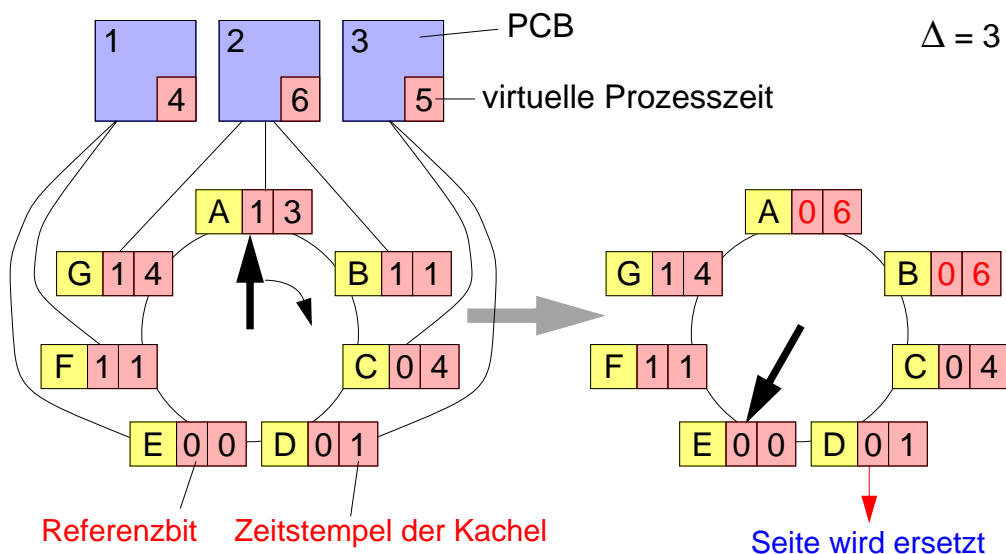 1
2
3
PCB
Δ = 3
4
6
5
virtuelle Prozesszeit
A 1 3
A 0 6
G 1 4
B 1 1
G 1 4
B 0 6
F 1 1
C 0 4
F 1 1
C 0 4
E 0 0
D 0 1
E 0 0
D 0 1
Referenzbit
Zeitstempel der Kachel
Seite wird ersetzt